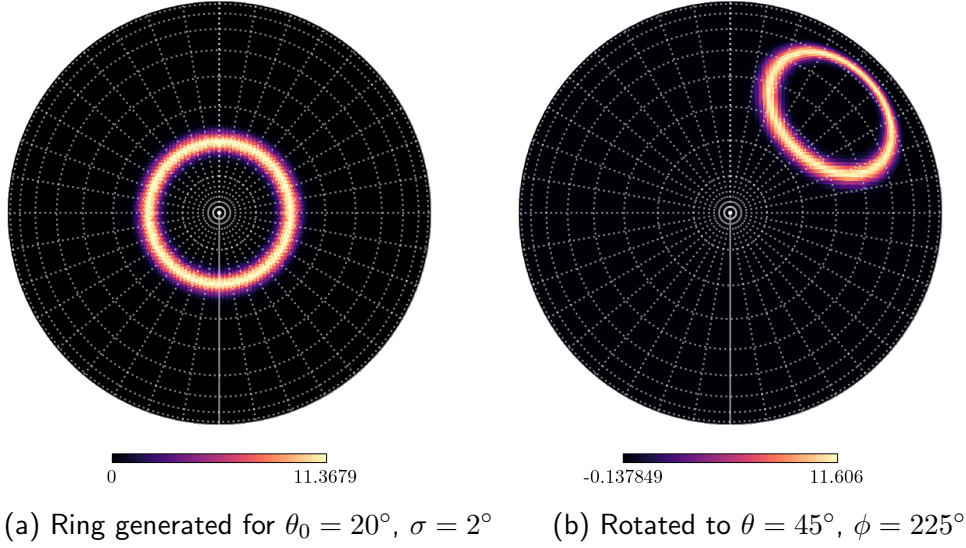 0 11.3679 -0.137849 11.606
(a) Ring generated for θ₀ = 20°, σ = 2° (b) Rotated to θ = 45°, ϕ = 225°